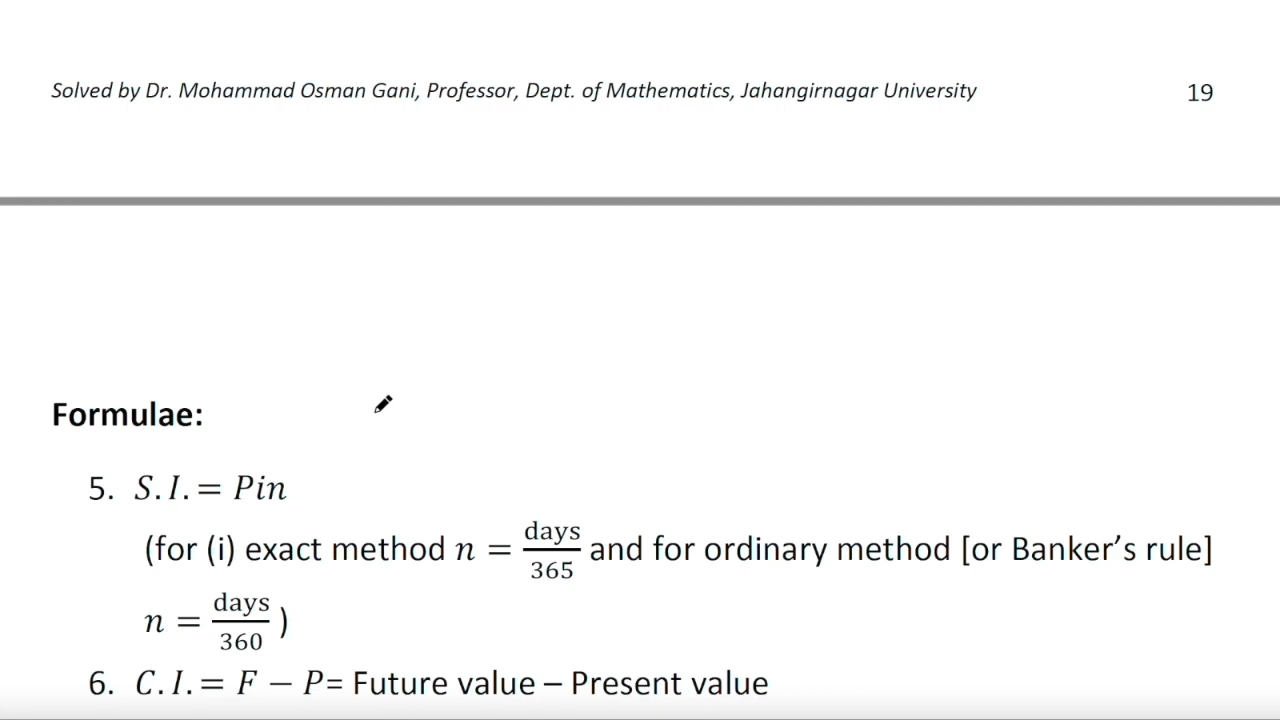 Solved by Dr. Mohammad Osman Gani, Professor, Dept. of Mathematics, Jahangirnagar University 19
Formulae:
5. S.I.= Pin
(for (i) exact method n = days/365 and for ordinary method [or Banker’s rule]
n = days/360 )
6. C.I.= F − P= Future value – Present value